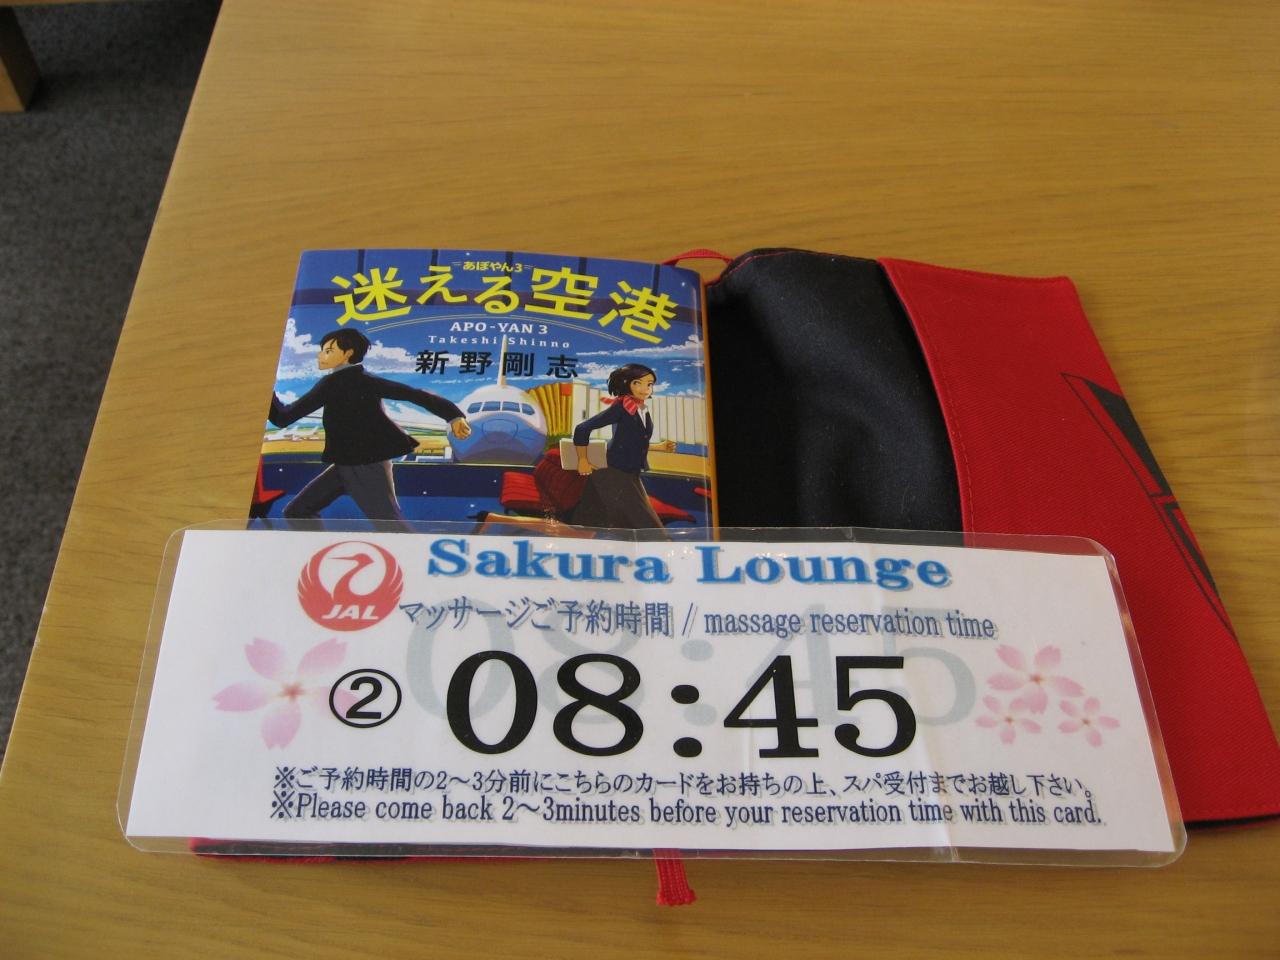 あぽやん3
迷える空港
APO-YAN 3
Takeshi Shinno
新野剛志
JAL
Sakura Lounge
マッサージご予約時間 / massage reservation time
② 08:45
※ご予約時間の2～3分前にこちらのカードをお持ちの上、スパ受付までお越し下さい。
※Please come back 2～3minutes before your reservation time with this card.